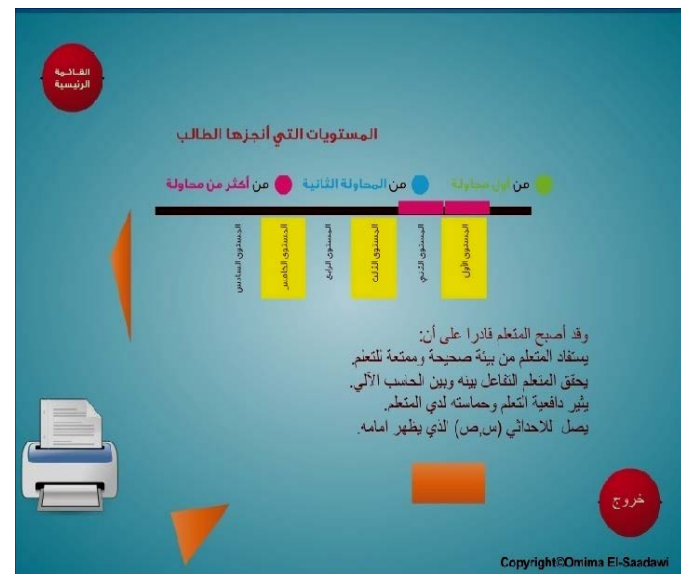 القائمة
الرئيسية
المستويات التي أنجزها الطالب
من أول محاولة من المحاولة الثانية من أكثر من محاولة
المستوى الأول
المستوى الثاني
المستوى الثالث
المستوى الرابع
المستوى الخامس
المستوى السادس
وقد أصبح المتعلم قادرا على أن:
يستفاد المتعلم من بيئة صحيحة وممتعة للتعلم.
يحقق المتعلم التفاعل بينه وبين الحاسب الآلي.
يثير دافعية التعلم وحماسته لدي المتعلم.
يصل للاحداثي (س,ص) الذي يظهر امامه.
خروج
Copyright©Omima El-Saadawi